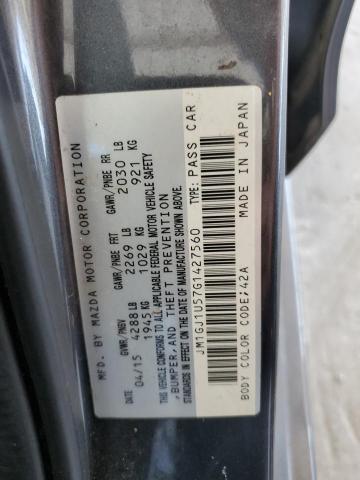 MFD. BY MAZDA MOTOR CORPORATION
DATE GVWR/PNBV GAWR/PNBE FRT GAWR/PNBE RR
04/15 4288 LB 2269 LB 2030 LB
1945 KG 1029 KG 921 KG
THIS VEHICLE CONFORMS TO ALL APPLICABLE FEDERAL MOTOR VEHICLE SAFETY
, BUMPER, AND THEFT PREVENTION
STANDARDS IN EFFECT ON THE DATE OF MANUFACTURE SHOWN ABOVE.
JM1GJ1U57G1427560 TYPE: PASS CAR
BODY COLOR CODE/42A MADE IN JAPAN